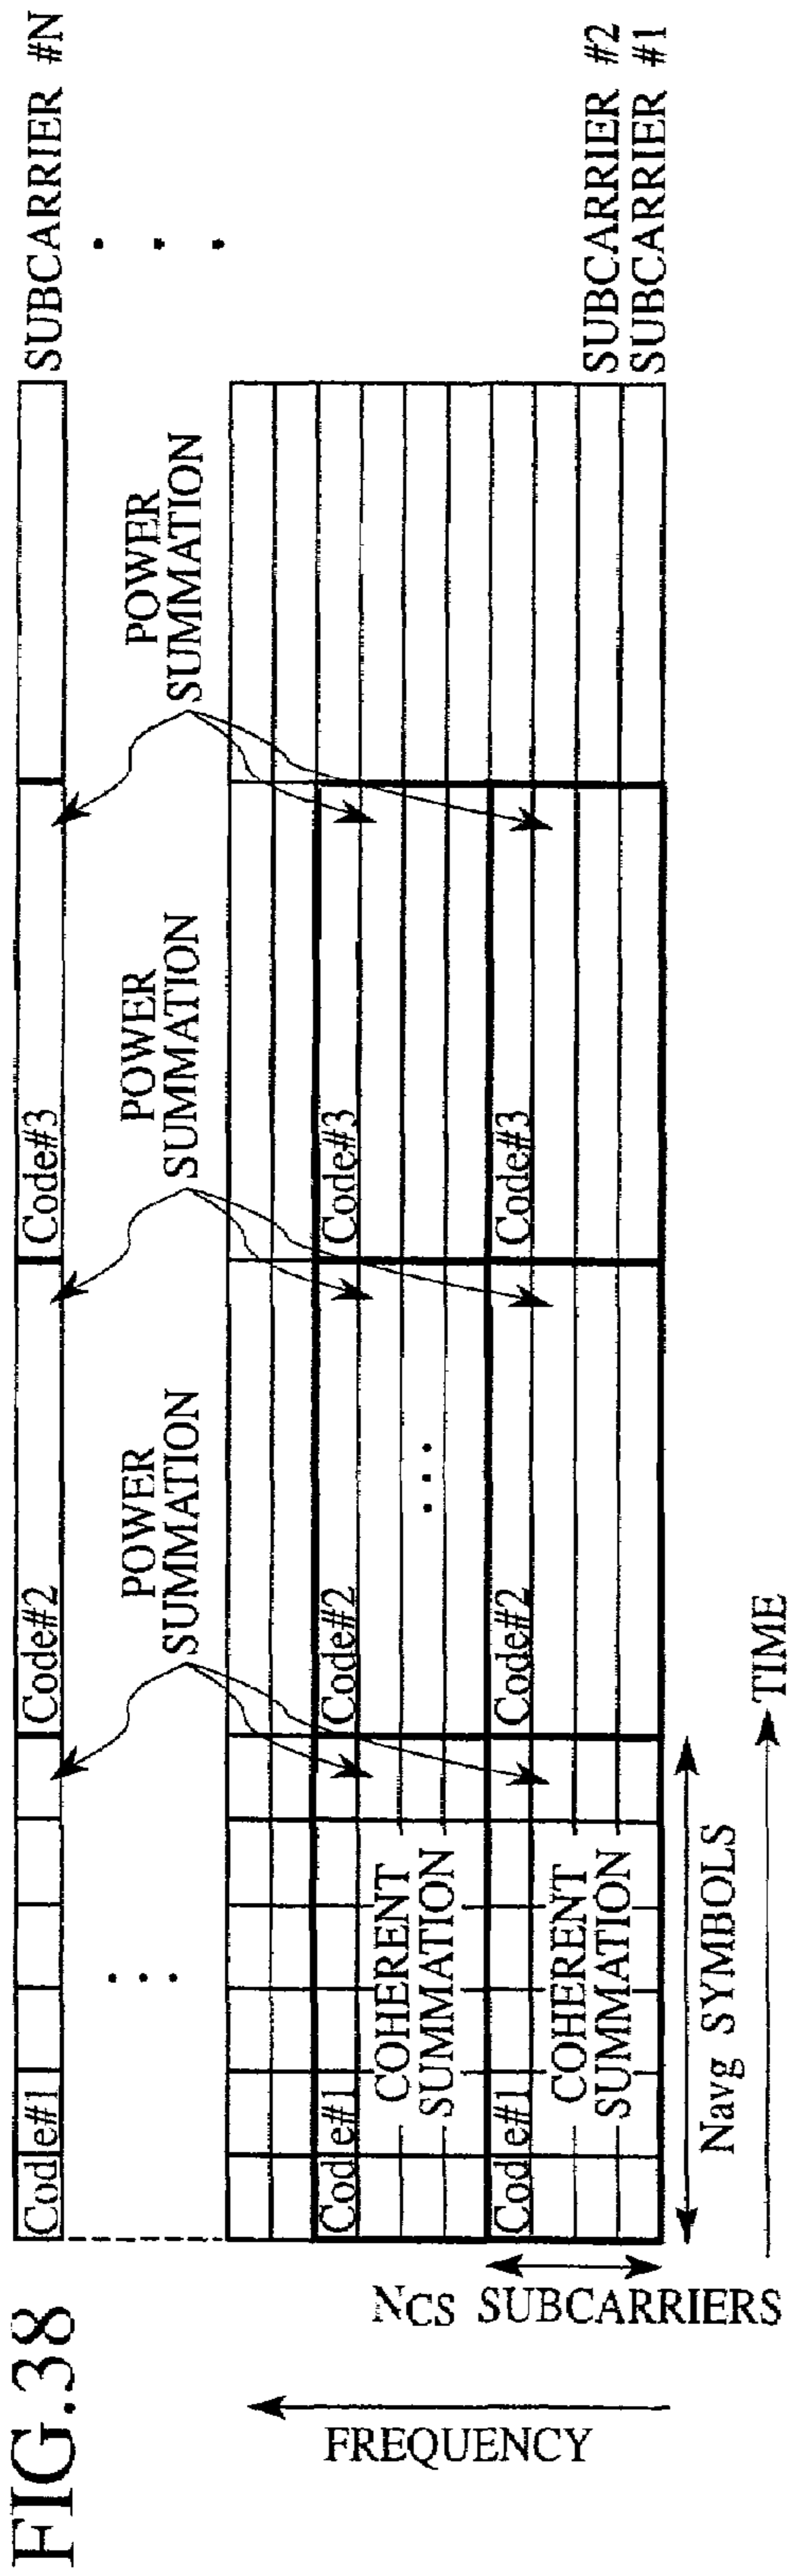 FIG.38
SUBCARRIER #N
Code#1
Code#2
Code#3
POWER
SUMMATION
POWER
SUMMATION
POWER
SUMMATION
Code#1
Code#2
Code#3
COHERENT
SUMMATION
Code#1
Code#2
Code#3
COHERENT
SUMMATION
SUBCARRIER #2
SUBCARRIER #1
FREQUENCY
NCS SUBCARRIERS
Navg SYMBOLS
TIME